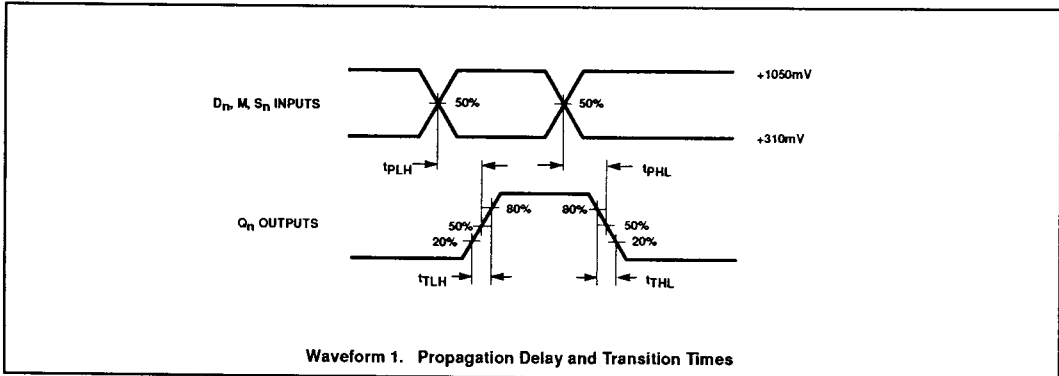 +1050mV
Dn, M, Sn INPUTS
50%
50%
+310mV
tPLH
tPHL
80%
80%
Qn OUTPUTS
50%
50%
20%
20%
tTLH
tTHL
Waveform 1. Propagation Delay and Transition Times